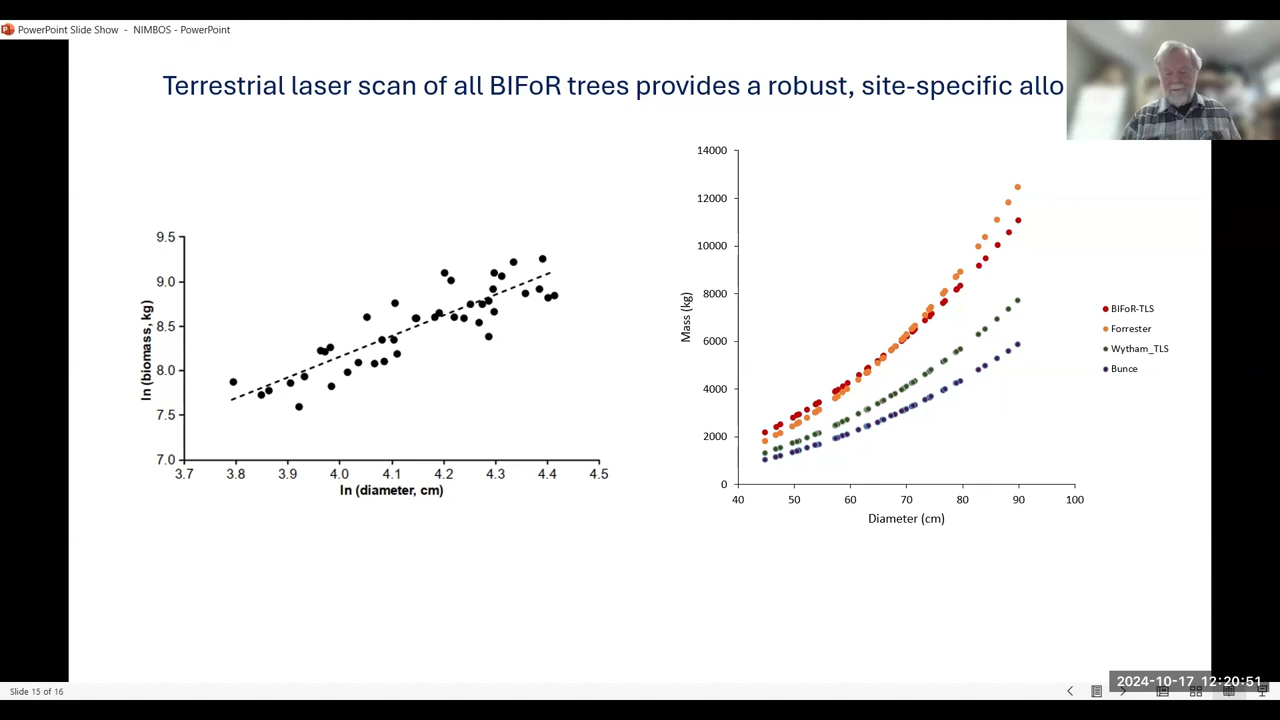 PowerPoint Slide Show - NIMBOS - PowerPoint
Terrestrial laser scan of all BIFoR trees provides a robust, site-specific allo
9.5
9.0
8.5
8.0
7.5
7.0
3.7 3.8 3.9 4.0 4.1 4.2 4.3 4.4 4.5
ln (biomass, kg)
ln (diameter, cm)
14000
12000
10000
8000
6000
4000
2000
0
40 50 60 70 80 90 100
Mass (kg)
Diameter (cm)
BIFoR-TLS
Forrester
Wytham_TLS
Bunce
Slide 15 of 16
2024-10-17 12:20:51